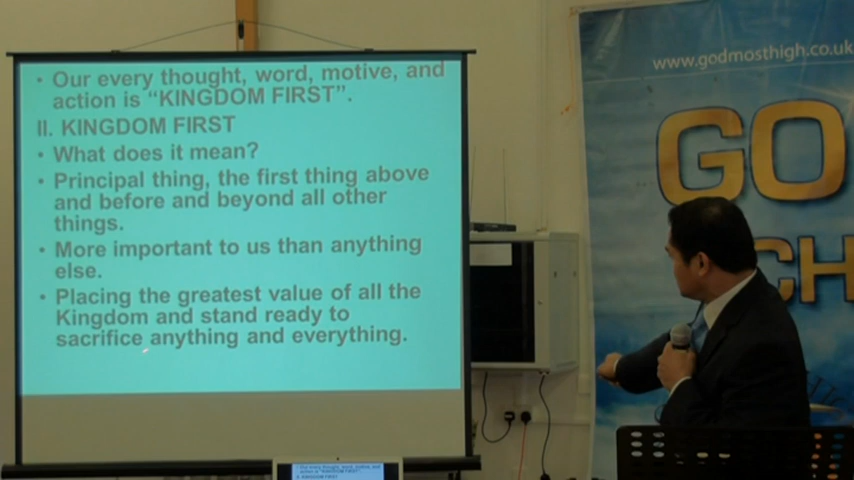 • Our every thought, word, motive, and
action is “KINGDOM FIRST”.
II. KINGDOM FIRST
• What does it mean?
• Principal thing, the first thing above
and before and beyond all other
things.
• More important to us than anything
else.
• Placing the greatest value of all the
Kingdom and stand ready to
sacrifice anything and everything.
www.godmosthigh.co.uk
GO
CH